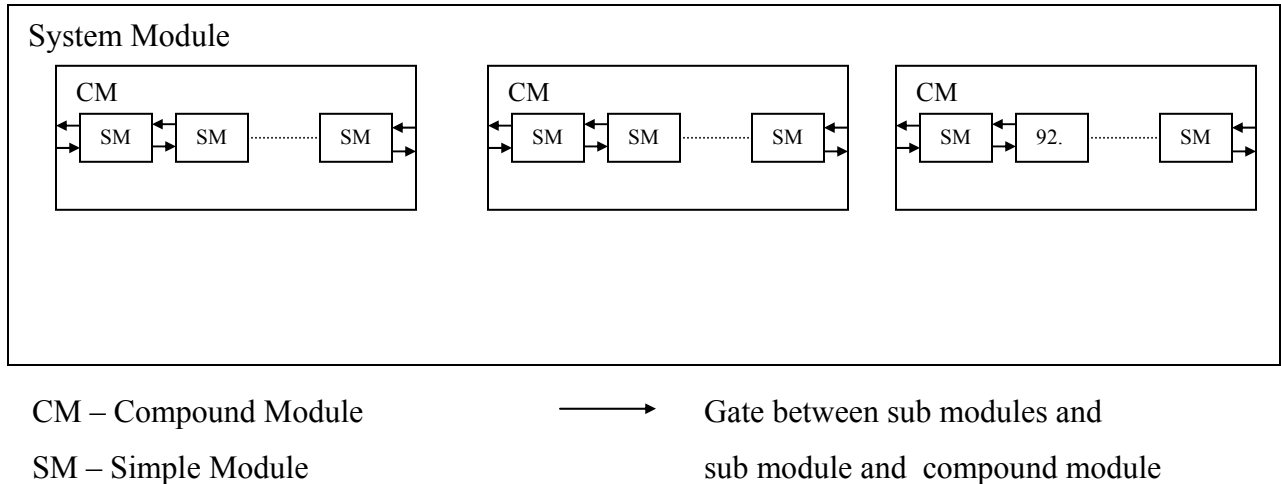 System Module
CM
SM SM SM
CM
SM SM SM
CM
SM 92. SM
CM – Compound Module
Gate between sub modules and
SM – Simple Module
sub module and compound module